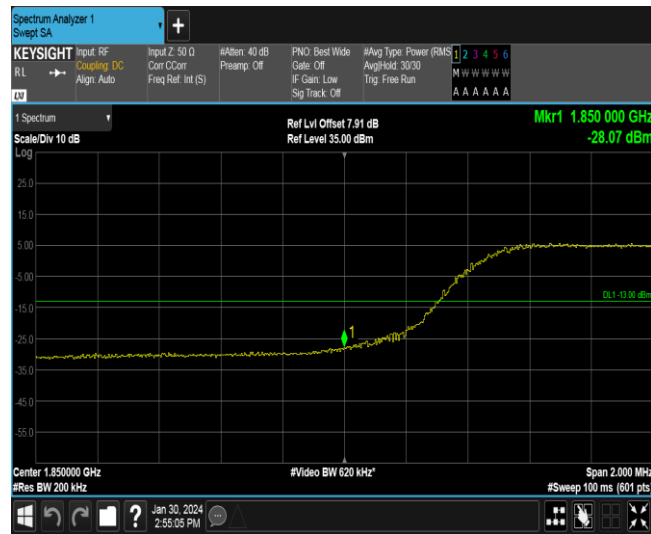 Spectrum Analyzer 1
Swept SA
+
KEYSIGHT Input: RF Input Z: 50 Ω #Atten: 40 dB PNO: Best Wide #Avg Type: Power (RMS 1 2 3 4 5 6
RL Coupling: DC Corr CCorr Preamp: Off Gate: Off Avg|Hold: 30/30 M W W W W W
Align: Auto Freq Ref: Int (S) IF Gain: Low Trig: Free Run
LXI Sig Track: Off A A A A A A
1 Spectrum Ref Lvl Offset 7.91 dB Mkr1 1.850 000 GHz
Scale/Div 10 dB Ref Level 35.00 dBm -28.07 dBm
Log
25.0
15.0
5.00
-5.00
DL1 -13.00 dBm
-15.0
1
-25.0
-35.0
-45.0
-55.0
Center 1.850000 GHz #Video BW 620 kHz* Span 2.000 MHz
#Res BW 200 kHz #Sweep 100 ms (601 pts
? Jan 30, 2024
2:55:05 PM